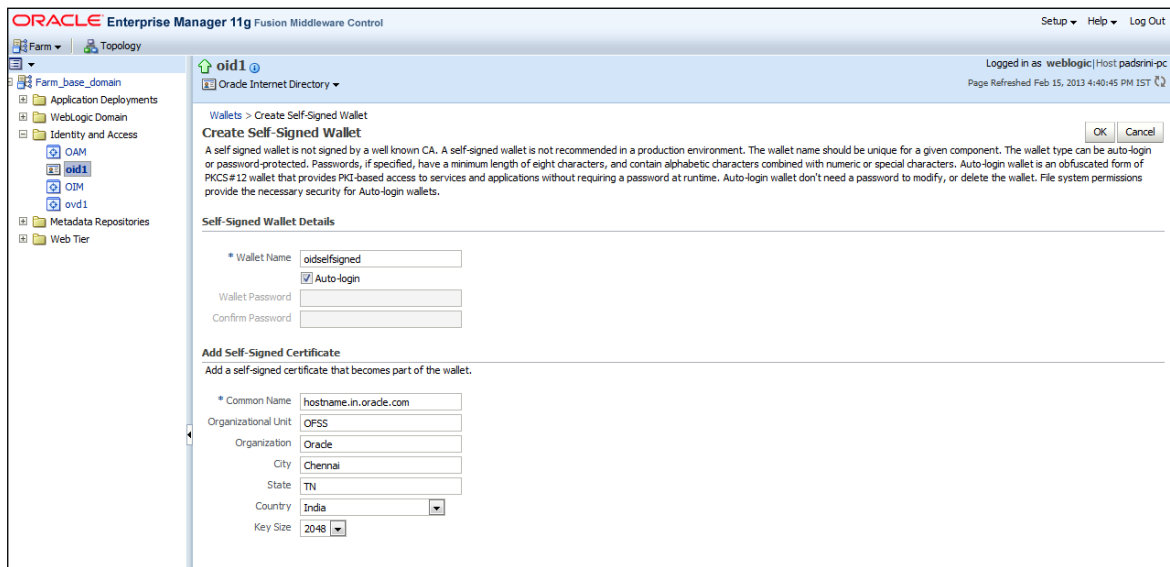 ORACLE Enterprise Manager 11g Fusion Middleware Control
Setup Help Log Out
Farm Topology
Farm_base_domain
Application Deployments
WebLogic Domain
Identity and Access
OAM
oid1
OIM
ovd1
Metadata Repositories
Web Tier
oid1
Logged in as weblogic|Host padsrini-pc
Oracle Internet Directory
Page Refreshed Feb 15, 2013 4:40:45 PM IST
Wallets > Create Self-Signed Wallet
Create Self-Signed Wallet
OK Cancel
A self signed wallet is not signed by a well known CA. A self-signed wallet is not recommended in a production environment. The wallet name should be unique for a given component. The wallet type can be auto-login
or password-protected. Passwords, if specified, have a minimum length of eight characters, and contain alphabetic characters combined with numeric or special characters. Auto-login wallet is an obfuscated form of
PKCS#12 wallet that provides PKI-based access to services and applications without requiring a password at runtime. Auto-login wallet don't need a password to modify, or delete the wallet. File system permissions
provide the necessary security for Auto-login wallets.
Self-Signed Wallet Details
* Wallet Name oidselfsigned
Auto-login
Wallet Password
Confirm Password
Add Self-Signed Certificate
Add a self-signed certificate that becomes part of the wallet.
* Common Name hostname.in.oracle.com
Organizational Unit OFSS
Organization Oracle
City Chennai
State TN
Country India
Key Size 2048